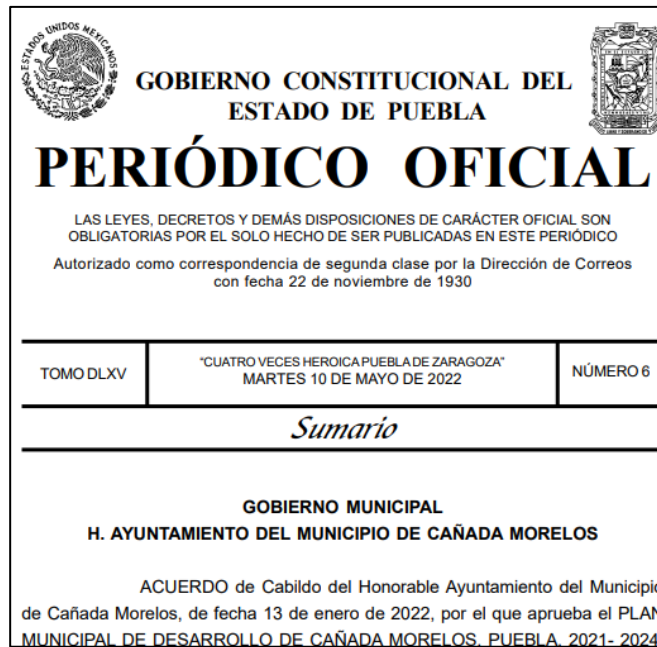 ESTADOS UNIDOS MEXICANOS
GOBIERNO CONSTITUCIONAL DEL
ESTADO DE PUEBLA
PERIÓDICO OFICIAL
LAS LEYES, DECRETOS Y DEMÁS DISPOSICIONES DE CARÁCTER OFICIAL SON
OBLIGATORIAS POR EL SOLO HECHO DE SER PUBLICADAS EN ESTE PERIÓDICO
Autorizado como correspondencia de segunda clase por la Dirección de Correos
con fecha 22 de noviembre de 1930
TOMO DLXV
"CUATRO VECES HEROICA PUEBLA DE ZARAGOZA"
MARTES 10 DE MAYO DE 2022
NÚMERO 6
Sumario
GOBIERNO MUNICIPAL
H. AYUNTAMIENTO DEL MUNICIPIO DE CAÑADA MORELOS
ACUERDO de Cabildo del Honorable Ayuntamiento del Municipio
de Cañada Morelos, de fecha 13 de enero de 2022, por el que aprueba el PLAN
MUNICIPAL DE DESARROLLO DE CAÑADA MORELOS, PUEBLA, 2021- 2024